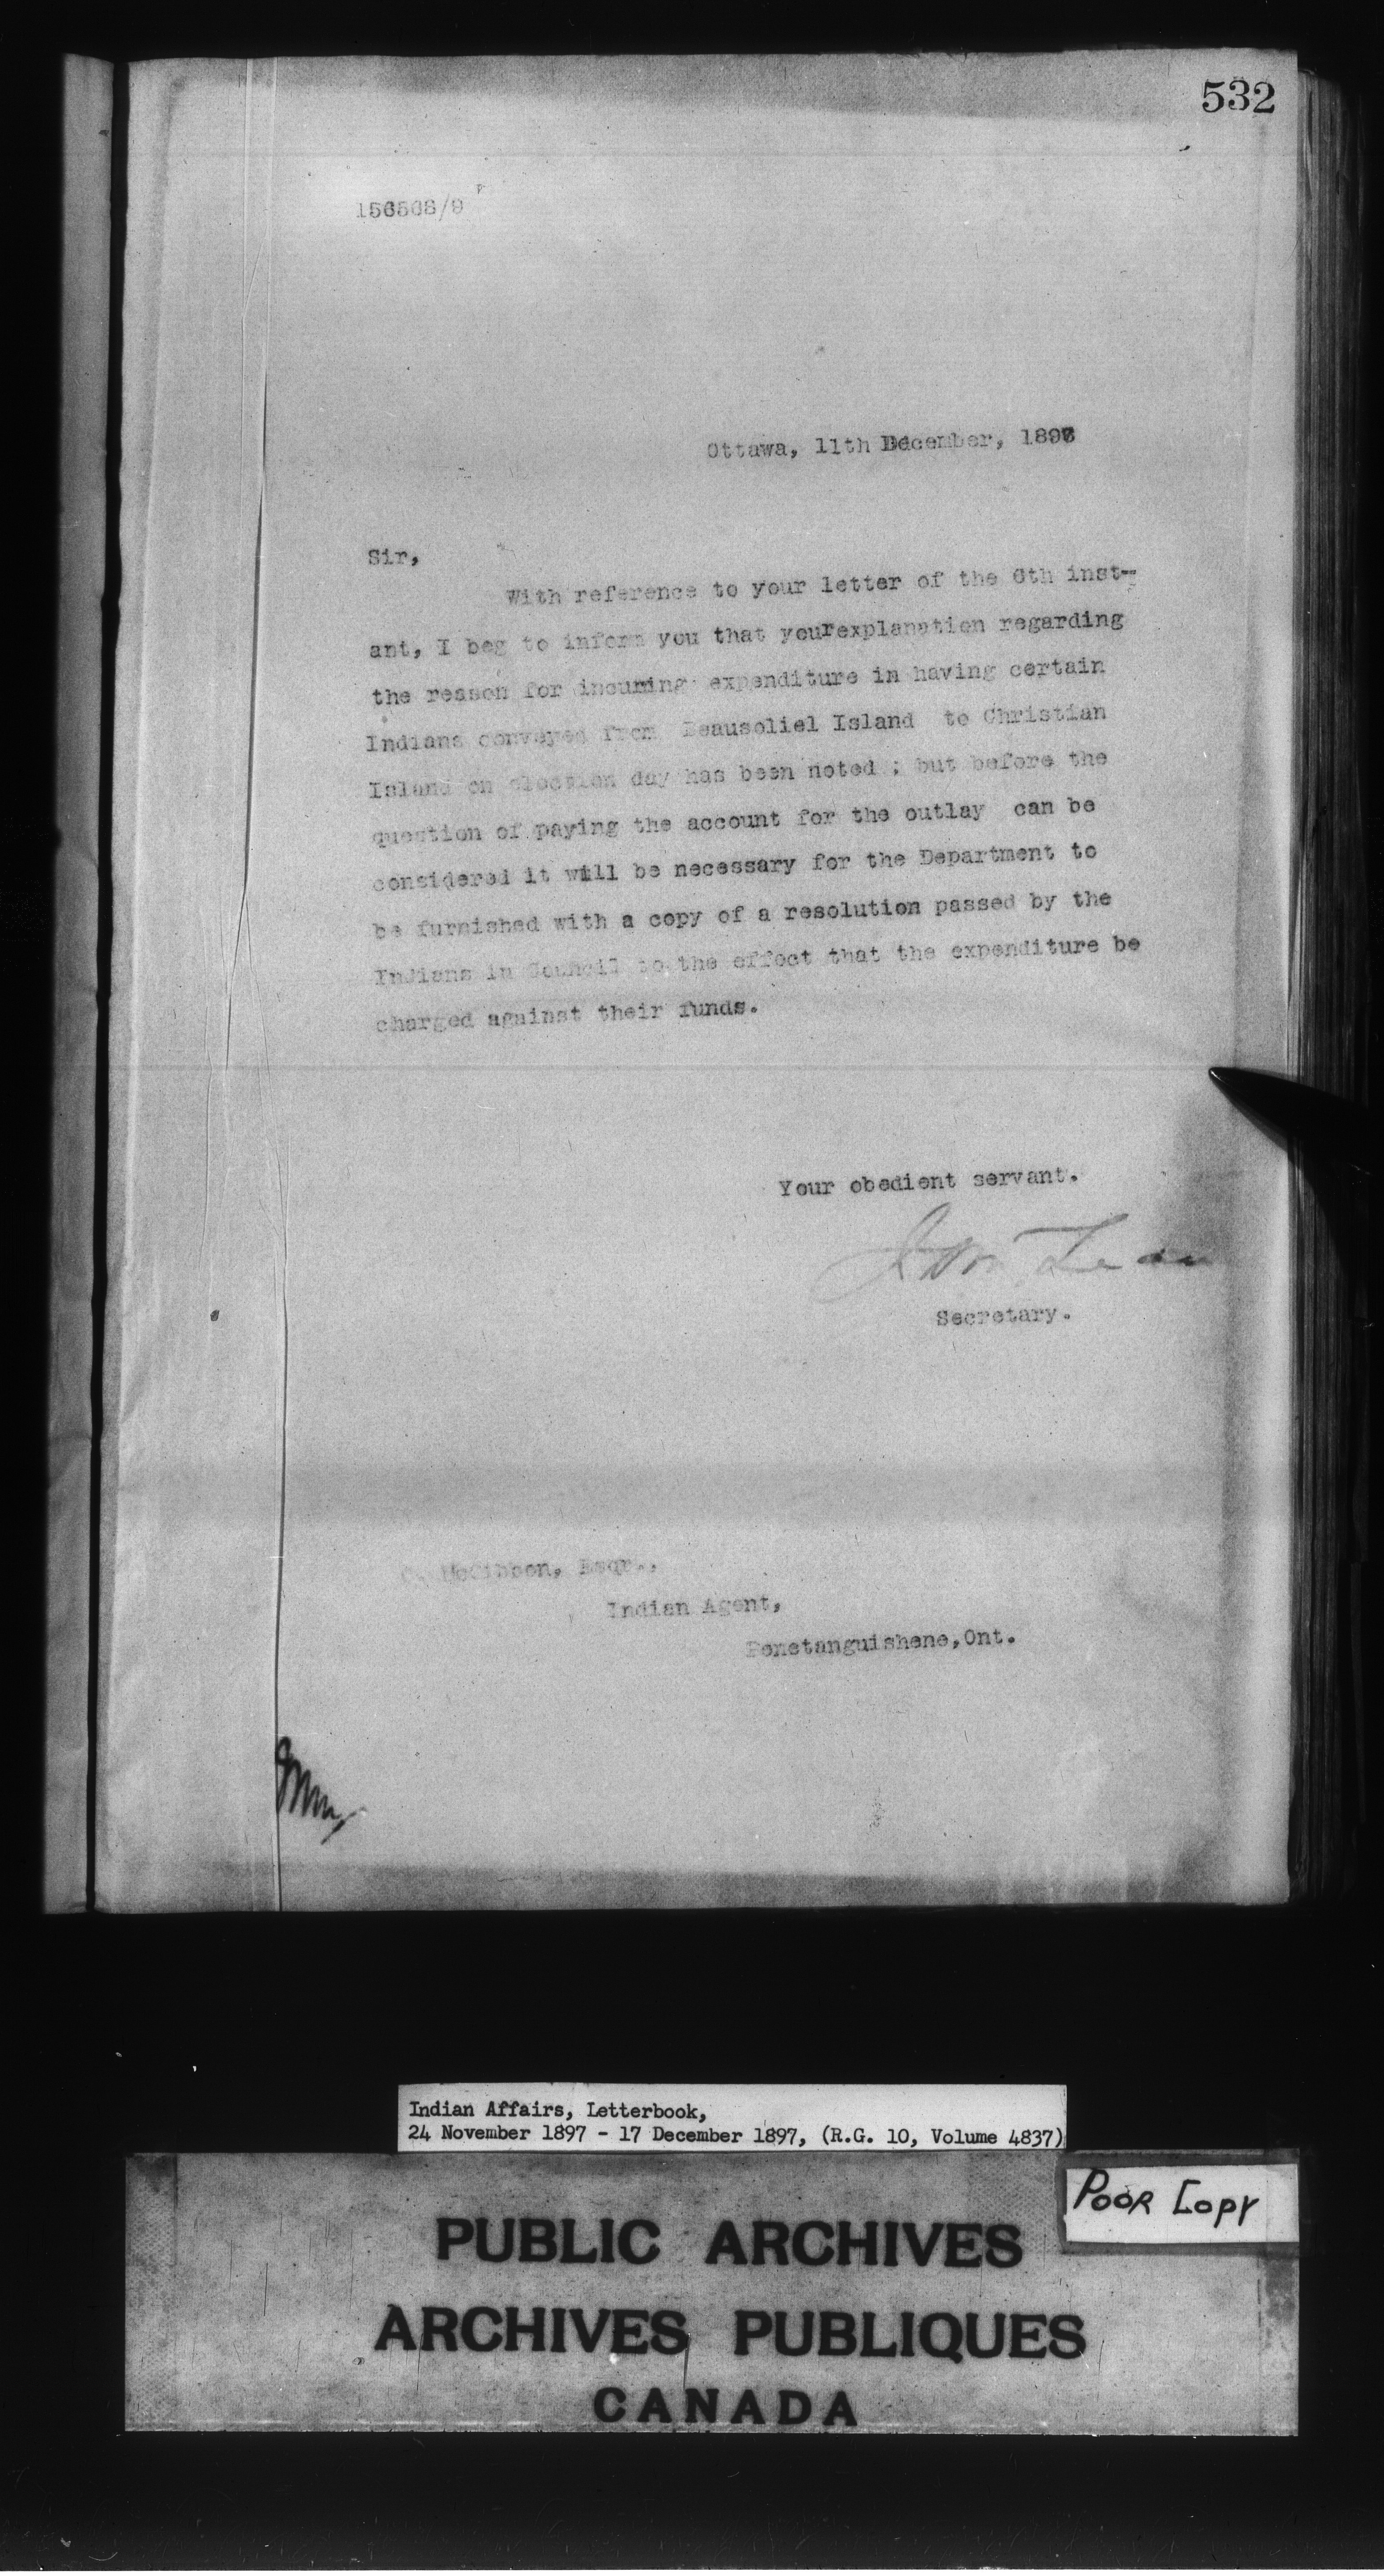 532
156568/9
Ottawa, 11th December, 1897
Sir,
With reference to your letter of the 6th inst-
ant, I beg to inform you that yourexplanation regarding
the reason for incuming expenditure in having certain
Indians conveyed from Beausoliel Island to Christian
Island on election day has been noted ; but before the
question of paying the account for the outlay can be
considered it will be necessary for the Department to
be furnished with a copy of a resolution passed by the
Indians in Council to the effect that the expenditure be
charged against their funds.
Your obedient servant.
Secretary.
C. McGibbon, Esqr.,
Indian Agent,
Penetanguishene,Ont.
Indian Affairs, Letterbook,
24 November 1897 - 17 December 1897, (R.G. 10, Volume 4837)
POOR COPY
PUBLIC ARCHIVES
ARCHIVES PUBLIQUES
CANADA